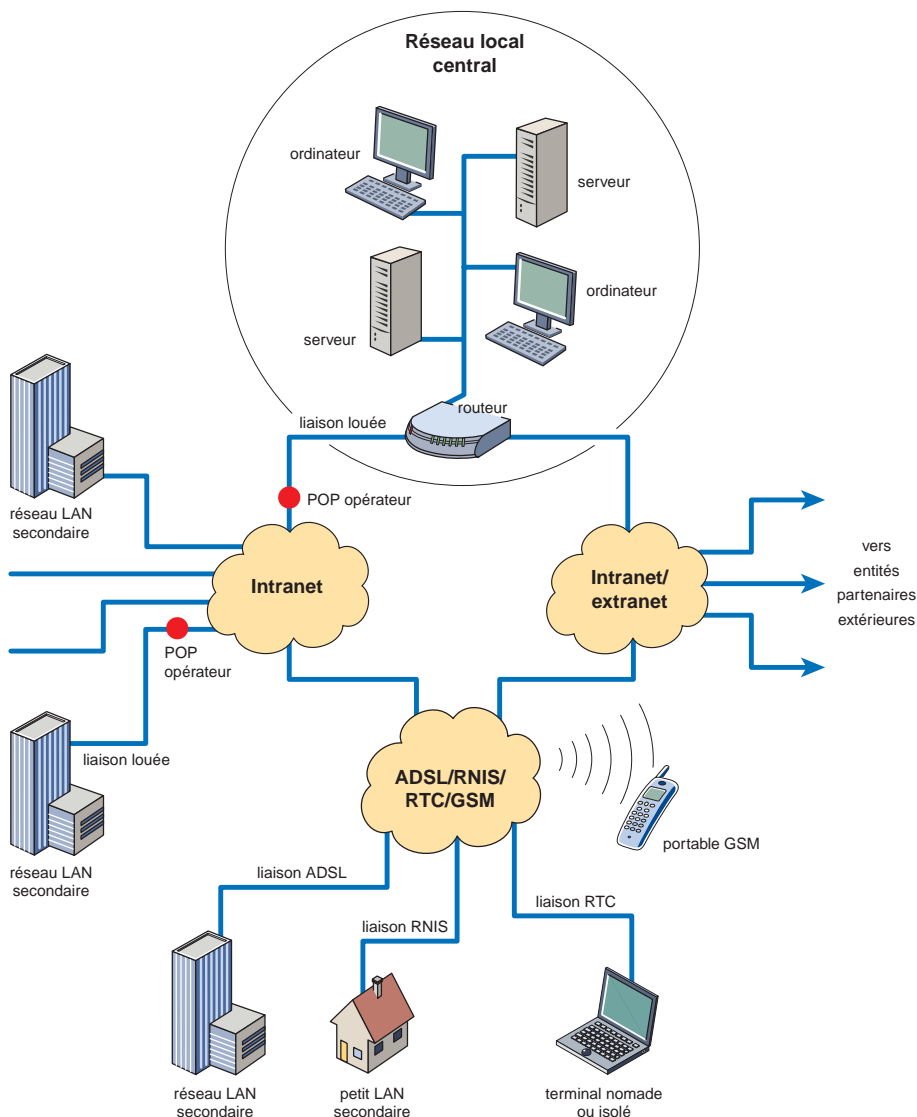 Réseau local
central
ordinateur
serveur
ordinateur
serveur
routeur
liaison louée
POP opérateur
réseau LAN
secondaire
Intranet
Intranet/
extranet
vers
entités
partenaires
extérieures
POP
opérateur
liaison louée
réseau LAN
secondaire
ADSL/RNIS/
RTC/GSM
portable GSM
liaison ADSL
liaison RNIS
liaison RTC
réseau LAN
secondaire
petit LAN
secondaire
terminal nomade
ou isolé